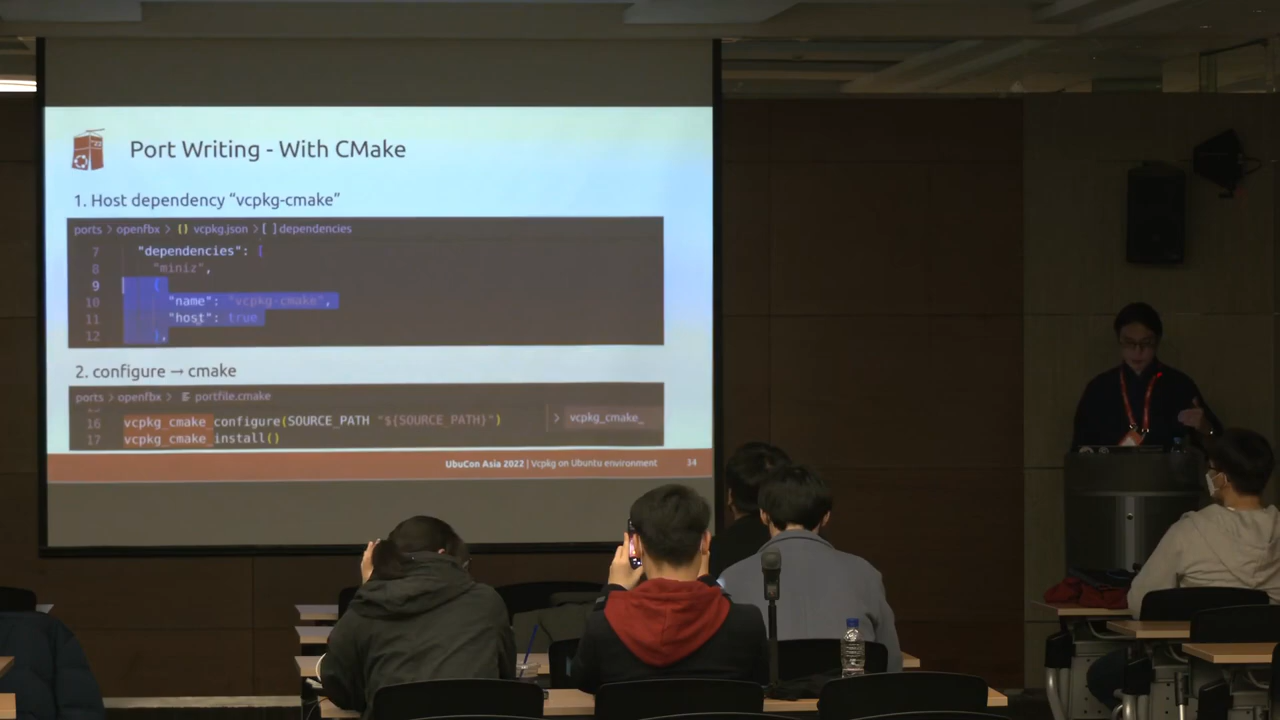 Port Writing - With CMake
1. Host dependency “vcpkg-cmake”
ports > openfbx > {} vcpkg.json > [ ] dependencies
7 "dependencies": [
8 "miniz",
9 {
10 "name": "vcpkg-cmake",
11 "host": true
12 },
2. configure → cmake
ports > openfbx > portfile.cmake
16 vcpkg_cmake_configure(SOURCE_PATH "${SOURCE_PATH}")
> vcpkg_cmake_
17 vcpkg_cmake_install()
UbuCon Asia 2022 | Vcpkg on Ubuntu environment 34